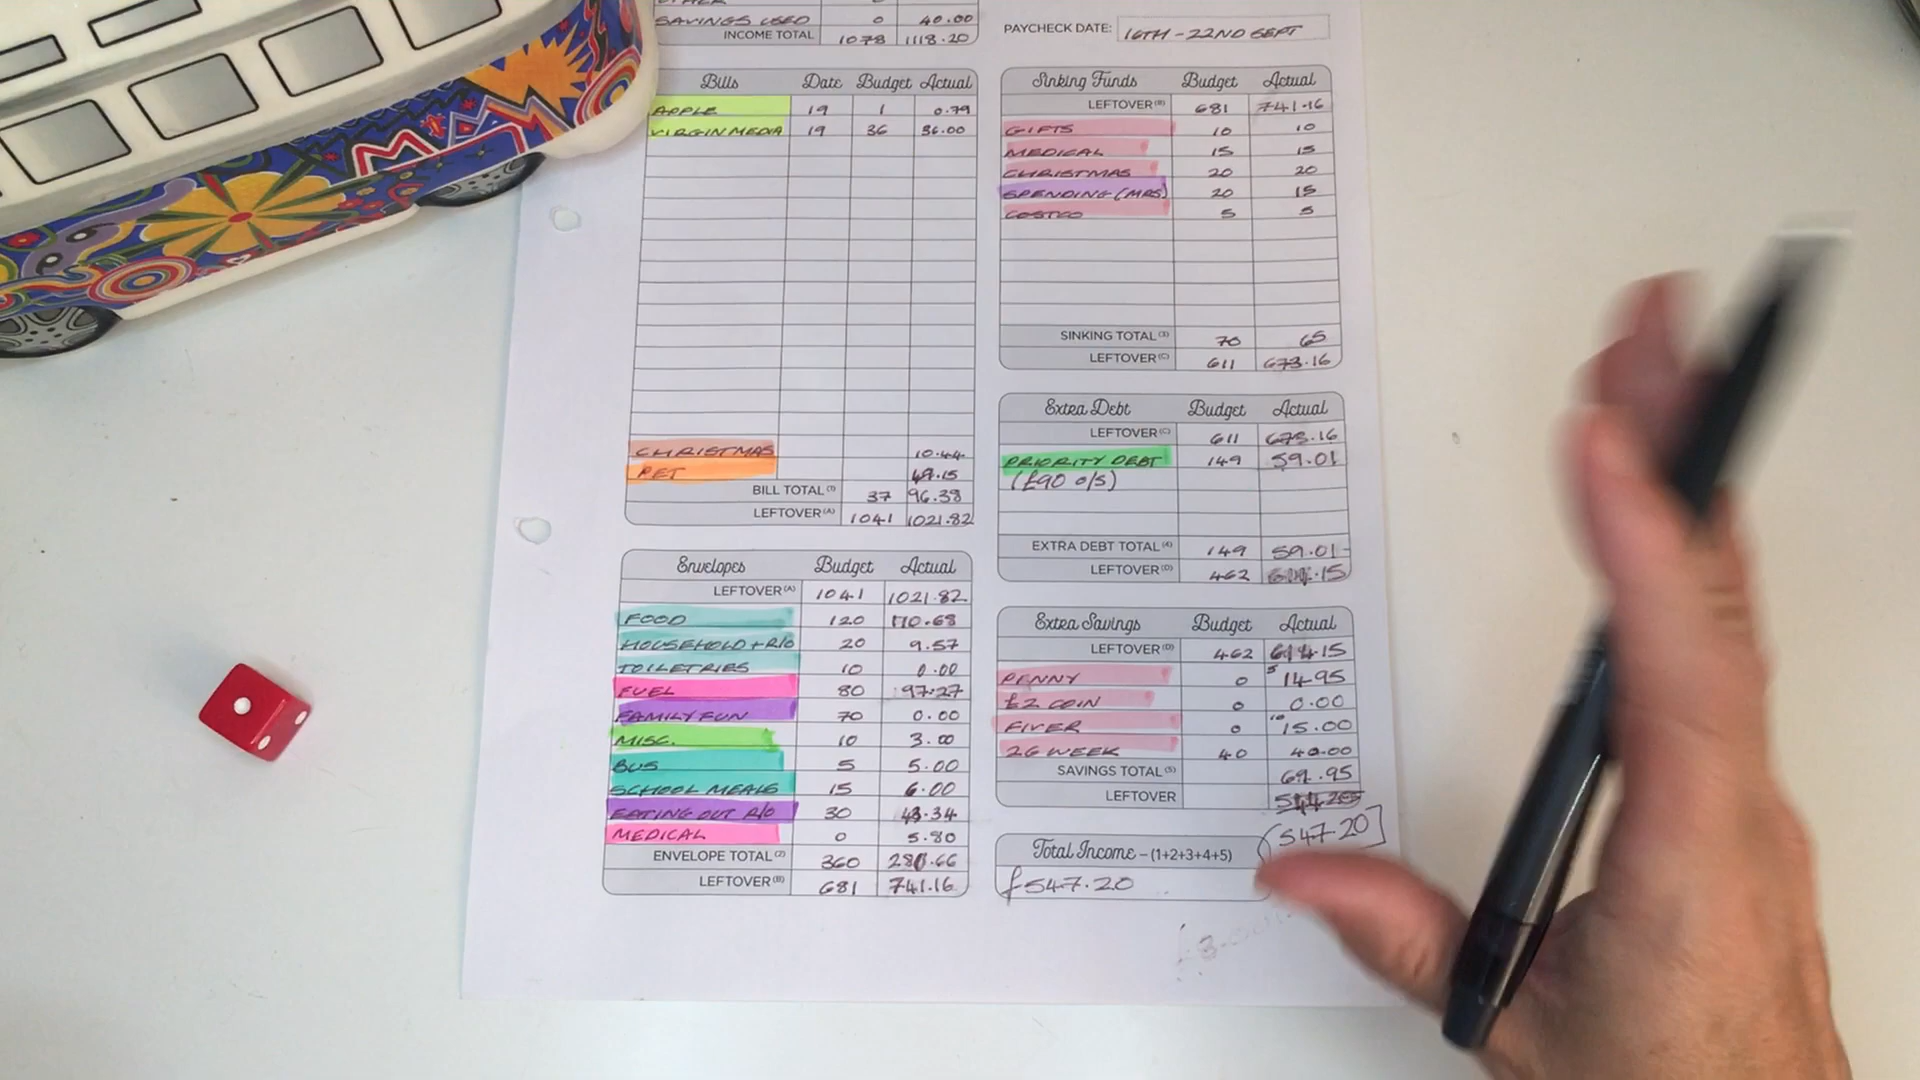 SAVINGS USED 0 40.00
INCOME TOTAL 1078 1118.20
Bills Date Budget Actual
APPLE 19 1 0.79
VIRGIN MEDIA 19 36 36.00
CHRISTMAS 10.44
PET 49.15
BILL TOTAL (1) 37 96.38
LEFTOVER (A) 1041 1021.82
Envelopes Budget Actual
LEFTOVER (A) 1041 1021.82
FOOD 120 110.68
HOUSEHOLD + R/O 20 9.57
TOILETRIES 10 0.00
FUEL 80 97.27
FAMILY FUN 70 0.00
MISC. 10 3.00
BUS 5 5.00
SCHOOL MEALS 15 6.00
EATING OUT R/O 30 43.34
MEDICAL 0 5.80
ENVELOPE TOTAL (2) 360 280.66
LEFTOVER (B) 681 741.16
PAYCHECK DATE: 16TH - 22ND SEPT
Sinking Funds Budget Actual
LEFTOVER (B) 681 741.16
GIFTS 10 10
MEDICAL 15 15
CHRISTMAS 20 20
SPENDING (MRS) 20 15
COSTCO 5 5
SINKING TOTAL (3) 70 65
LEFTOVER (C) 611 673.16
Extra Debt Budget Actual
LEFTOVER (C) 611 673.16
PRIORITY DEBT 149 59.01
(£90 o/s)
EXTRA DEBT TOTAL (4) 149 59.01
LEFTOVER (D) 462
Extra Savings Budget Actual
LEFTOVER (D) 462 614.15
PENNY 0 14.95
£2 COIN 0 0.00
FIVER 0 15.00
26 WEEK 40 40.00
SAVINGS TOTAL (5) 69.95
LEFTOVER
(547.20]
Total Income - (1+2+3+4+5)
£547.20